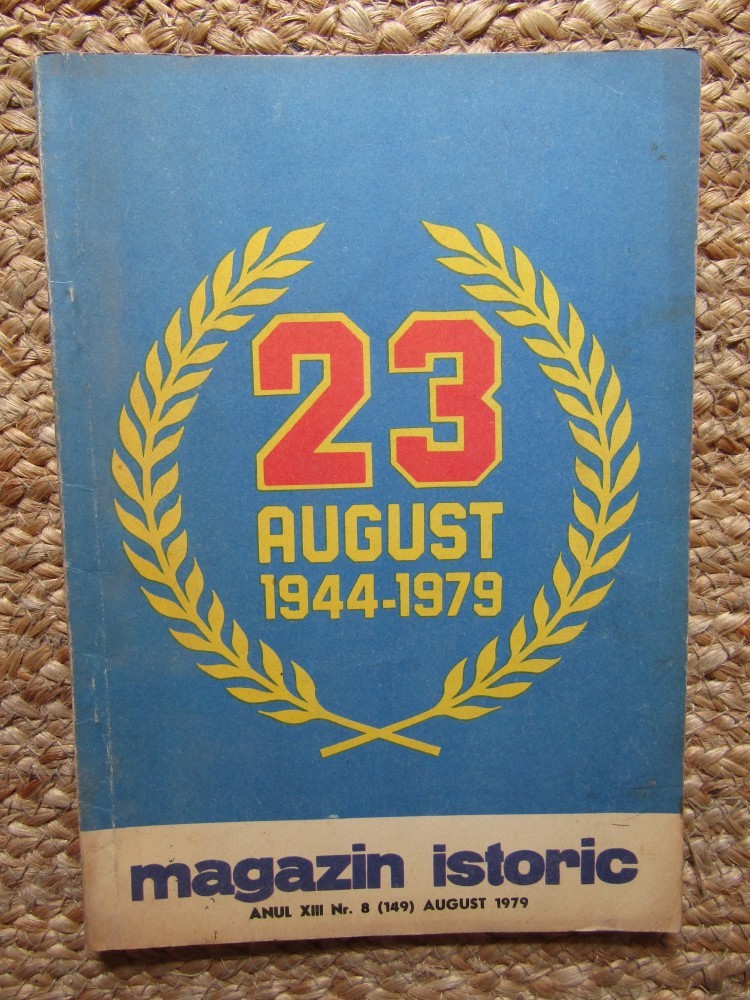 23
AUGUST
1944-1979
magazin istoric
ANUL XIII Nr. 8 (149) AUGUST 1979